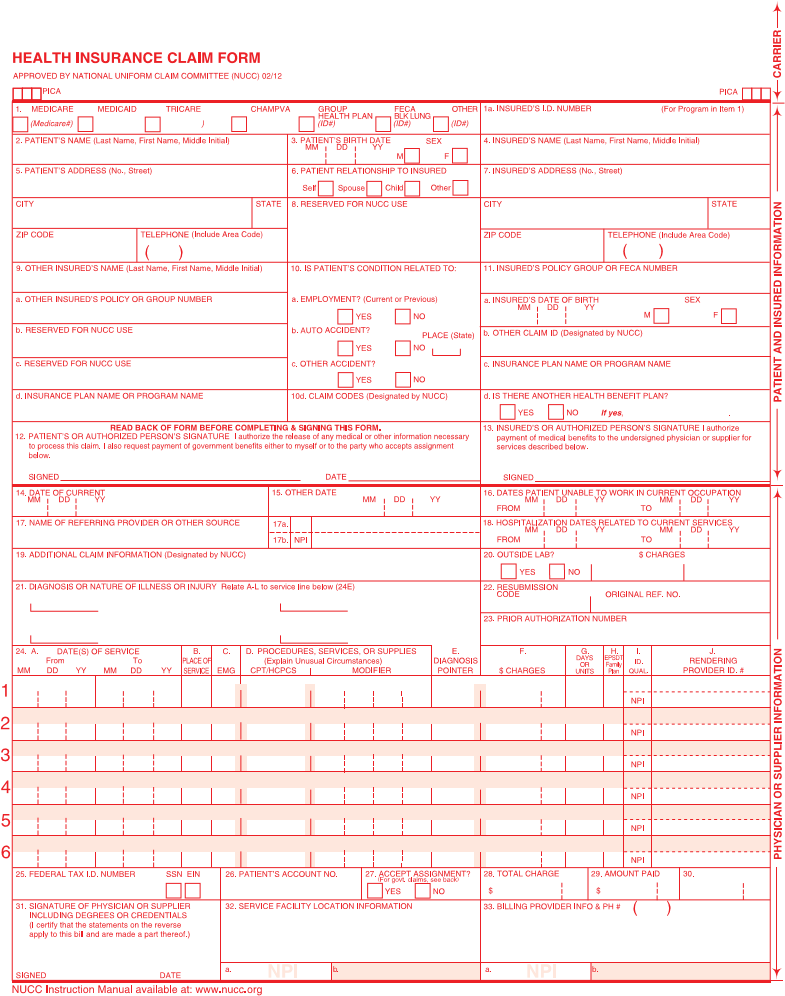 CARRIER
HEALTH INSURANCE CLAIM FORM
APPROVED BY NATIONAL UNIFORM CLAIM COMMITTEE (NUCC) 02/12
PICA PICA
1. MEDICARE MEDICAID TRICARE CHAMPVA GROUP HEALTH PLAN FECA BLK LUNG OTHER
(Medicare#) ) (ID#) (ID#) (ID#)
1a. INSURED'S I.D. NUMBER (For Program in Item 1)
2. PATIENT'S NAME (Last Name, First Name, Middle Initial)
3. PATIENT'S BIRTH DATE SEX
MM DD YY M F
4. INSURED'S NAME (Last Name, First Name, Middle Initial)
5. PATIENT'S ADDRESS (No., Street)
6. PATIENT RELATIONSHIP TO INSURED
Self Spouse Child Other
7. INSURED'S ADDRESS (No., Street)
CITY STATE
8. RESERVED FOR NUCC USE
CITY STATE
ZIP CODE TELEPHONE (Include Area Code)
( )
ZIP CODE TELEPHONE (Include Area Code)
( )
9. OTHER INSURED'S NAME (Last Name, First Name, Middle Initial)
10. IS PATIENT'S CONDITION RELATED TO:
11. INSURED'S POLICY GROUP OR FECA NUMBER
a. OTHER INSURED'S POLICY OR GROUP NUMBER
a. EMPLOYMENT? (Current or Previous)
YES NO
a. INSURED'S DATE OF BIRTH SEX
MM DD YY M F
b. RESERVED FOR NUCC USE
b. AUTO ACCIDENT? PLACE (State)
YES NO
b. OTHER CLAIM ID (Designated by NUCC)
c. RESERVED FOR NUCC USE
c. OTHER ACCIDENT?
YES NO
c. INSURANCE PLAN NAME OR PROGRAM NAME
d. INSURANCE PLAN NAME OR PROGRAM NAME
10d. CLAIM CODES (Designated by NUCC)
d. IS THERE ANOTHER HEALTH BENEFIT PLAN?
YES NO If yes, .
READ BACK OF FORM BEFORE COMPLETING & SIGNING THIS FORM.
12. PATIENT'S OR AUTHORIZED PERSON'S SIGNATURE I authorize the release of any medical or other information necessary
to process this claim. I also request payment of government benefits either to myself or to the party who accepts assignment
below.
SIGNED DATE
13. INSURED'S OR AUTHORIZED PERSON'S SIGNATURE I authorize
payment of medical benefits to the undersigned physician or supplier for
services described below.
SIGNED
PATIENT AND INSURED INFORMATION
14. DATE OF CURRENT
MM DD YY
15. OTHER DATE MM DD YY
16. DATES PATIENT UNABLE TO WORK IN CURRENT OCCUPATION
MM DD YY MM DD YY
FROM TO
17. NAME OF REFERRING PROVIDER OR OTHER SOURCE
17a.
17b. NPI
18. HOSPITALIZATION DATES RELATED TO CURRENT SERVICES
MM DD YY MM DD YY
FROM TO
19. ADDITIONAL CLAIM INFORMATION (Designated by NUCC)
20. OUTSIDE LAB? $ CHARGES
YES NO
21. DIAGNOSIS OR NATURE OF ILLNESS OR INJURY Relate A-L to service line below (24E)
22. RESUBMISSION
CODE ORIGINAL REF. NO.
23. PRIOR AUTHORIZATION NUMBER
24. A. DATE(S) OF SERVICE
From To
MM DD YY MM DD YY
B.
PLACE OF
SERVICE
C.
EMG
D. PROCEDURES, SERVICES, OR SUPPLIES
(Explain Unusual Circumstances)
CPT/HCPCS MODIFIER
E.
DIAGNOSIS
POINTER
F.
$ CHARGES
G.
DAYS
OR
UNITS
H.
EPSDT
Family
Plan
I.
ID.
QUAL.
J.
RENDERING
PROVIDER ID. #
1 NPI
2 NPI
3 NPI
4 NPI
5 NPI
6 NPI
25. FEDERAL TAX I.D. NUMBER SSN EIN
26. PATIENT'S ACCOUNT NO.
27. ACCEPT ASSIGNMENT?
(For govt. claims, see back)
YES NO
28. TOTAL CHARGE
$
29. AMOUNT PAID
$
30.
31. SIGNATURE OF PHYSICIAN OR SUPPLIER
INCLUDING DEGREES OR CREDENTIALS
(I certify that the statements on the reverse
apply to this bill and are made a part thereof.)
SIGNED DATE
32. SERVICE FACILITY LOCATION INFORMATION
a. NPI b.
33. BILLING PROVIDER INFO & PH # ( )
a. NPI b.
PHYSICIAN OR SUPPLIER INFORMATION
NUCC Instruction Manual available at: www.nucc.org